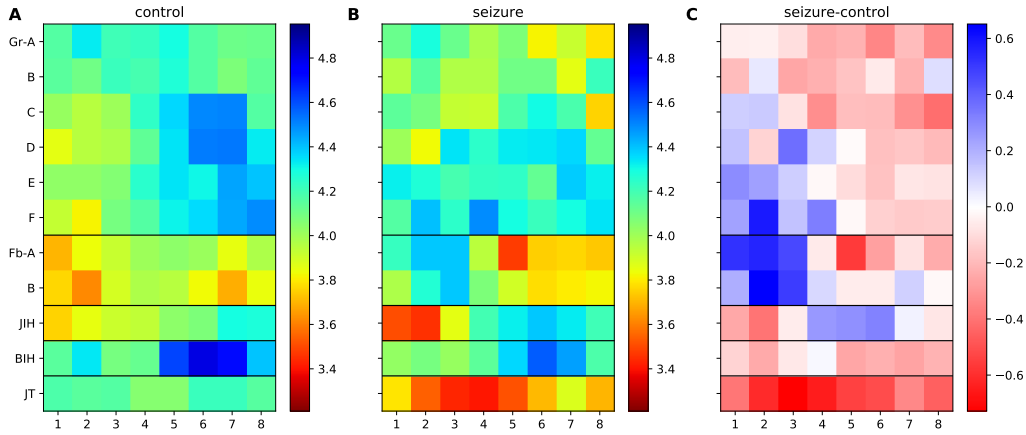 A control
B seizure
C seizure-control
Gr-A
B
C
D
E
F
Fb-A
B
JIH
BIH
JT
1 2 3 4 5 6 7 8
4.8
4.6
4.4
4.2
4.0
3.8
3.6
3.4
1 2 3 4 5 6 7 8
4.8
4.6
4.4
4.2
4.0
3.8
3.6
3.4
1 2 3 4 5 6 7 8
0.6
0.4
0.2
0.0
−0.2
−0.4
−0.6